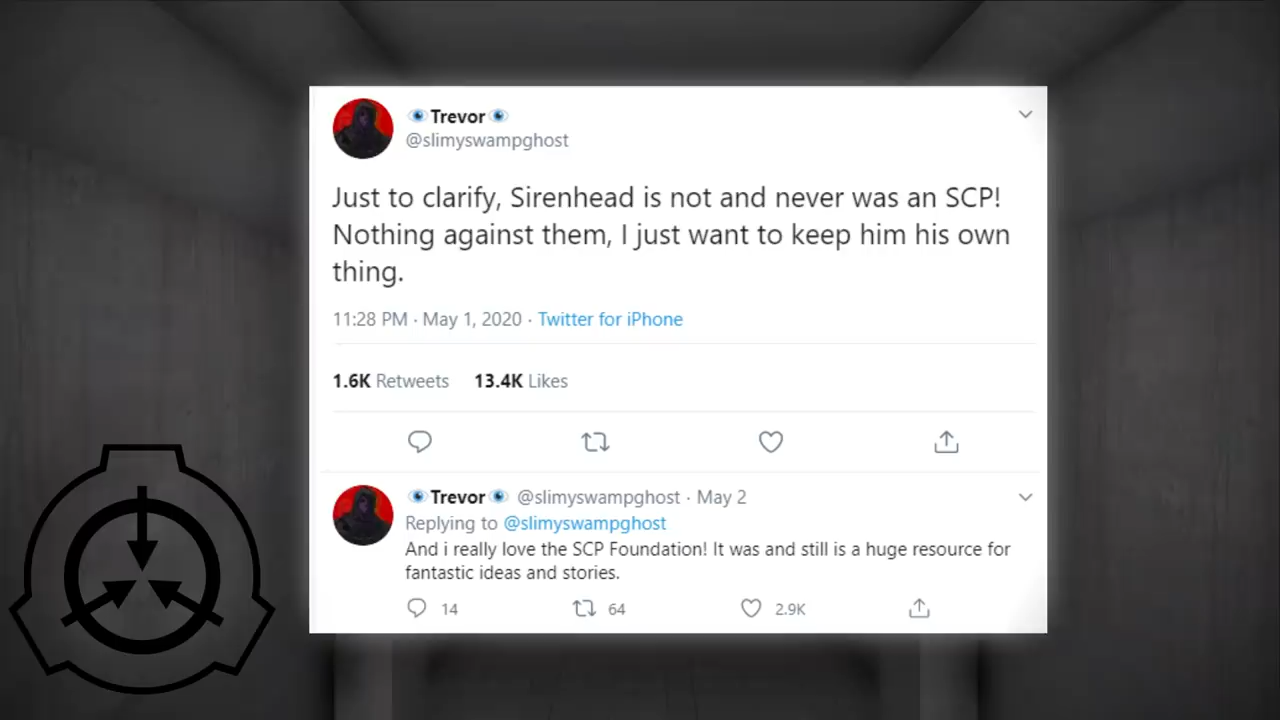 👁Trevor👁
@slimyswampghost
Just to clarify, Sirenhead is not and never was an SCP!
Nothing against them, I just want to keep him his own
thing.
11:28 PM · May 1, 2020 · Twitter for iPhone
1.6K Retweets 13.4K Likes
👁Trevor👁 @slimyswampghost · May 2
Replying to @slimyswampghost
And i really love the SCP Foundation! It was and still is a huge resource for
fantastic ideas and stories.
14 64 2.9K